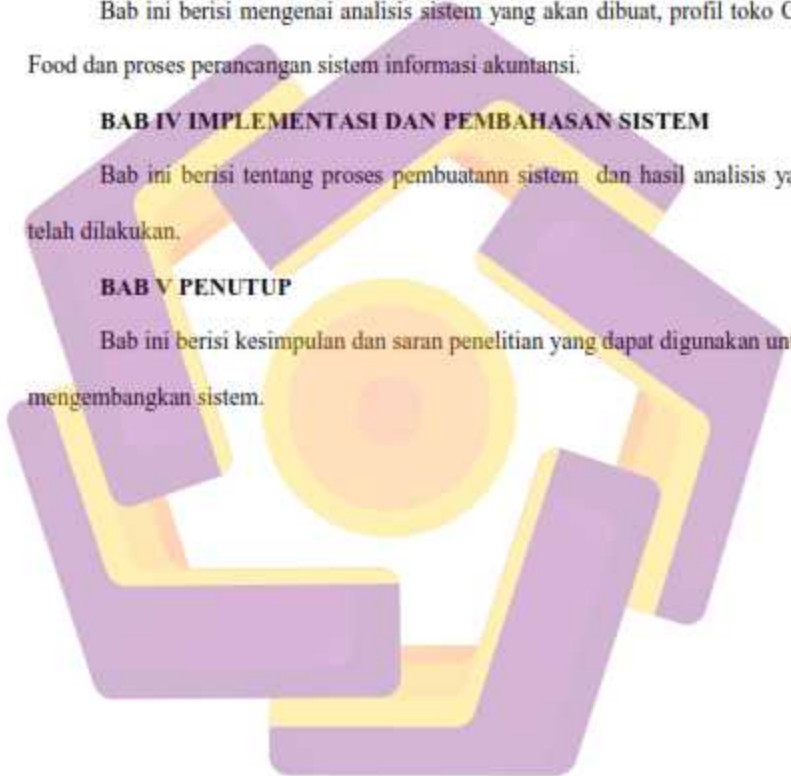 Bab ini berisi mengenai analisis sistem yang akan dibuat, profil toko
Food dan proses perancangan sistem informasi akuntansi.
BAB IV IMPLEMENTASI DAN PEMBAHASAN SISTEM
Bab ini berisi tentang proses pembuatann sistem dan hasil analisis
telah dilakukan.
BAB V PENUTUP
Bab ini berisi kesimpulan dan saran penelitian yang dapat digunakan
mengembangkan sistem.